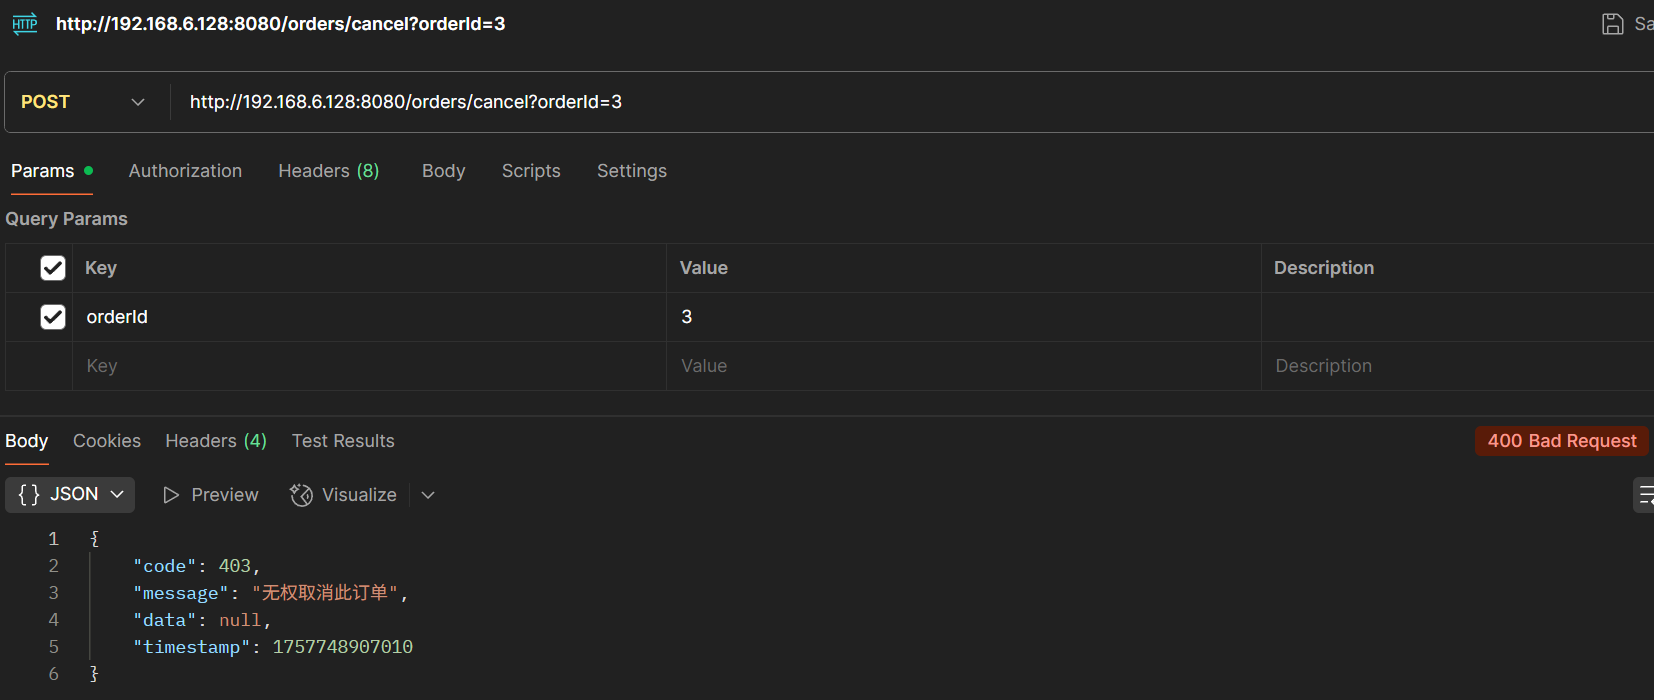 HTTP http://192.168.6.128:8080/orders/cancel?orderId=3 Sa
POST http://192.168.6.128:8080/orders/cancel?orderId=3
Params Authorization Headers (8) Body Scripts Settings
Query Params
Key Value Description
orderId 3
Key Value Description
Body Cookies Headers (4) Test Results 400 Bad Request
{} JSON Preview Visualize
1 {
2 "code": 403,
3 "message": "无权取消此订单",
4 "data": null,
5 "timestamp": 1757748907010
6 }